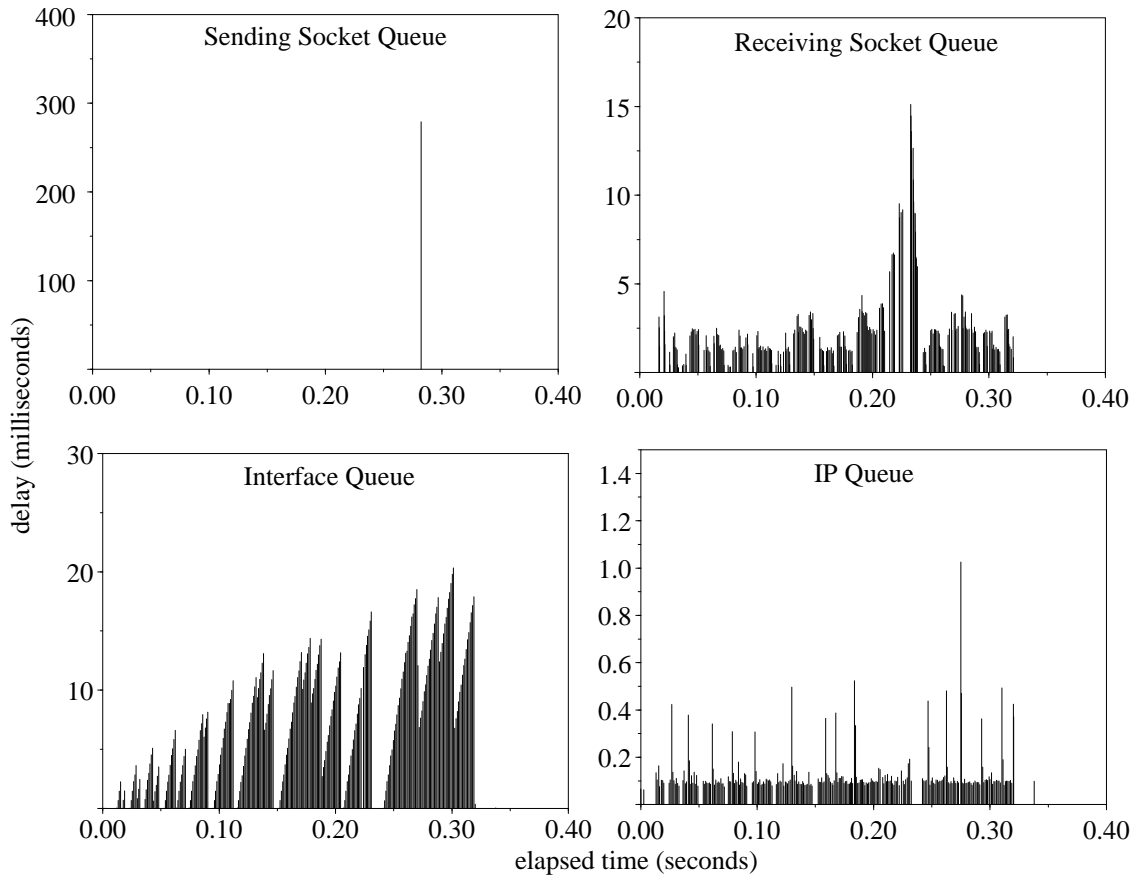 Sending Socket Queue
400
300
200
100
0.00 0.10 0.20 0.30 0.40
Receiving Socket Queue
20
15
10
5
0.00 0.10 0.20 0.30 0.40
delay (milliseconds)
Interface Queue
30
20
10
0.00 0.10 0.20 0.30 0.40
IP Queue
1.4
1.2
1.0
0.8
0.6
0.4
0.2
0.00 0.10 0.20 0.30 0.40
elapsed time (seconds)